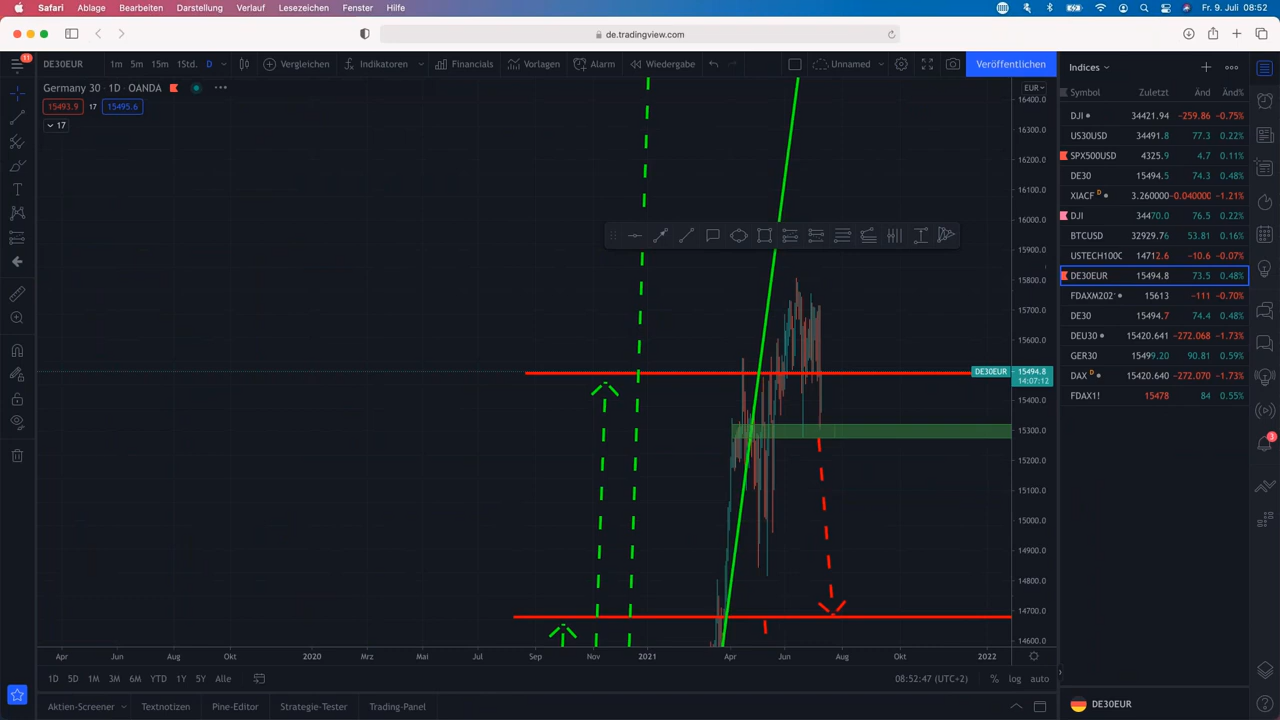 Safari Ablage Bearbeiten Darstellung Verlauf Lesezeichen Fenster Hilfe Fr. 9. Juli 08:52
de.tradingview.com
11 DE30EUR 1m 5m 15m 1Std. D Vergleichen Indikatoren Financials Vorlagen Alarm Wiedergabe Unnamed Veröffentlichen
Germany 30 · 1D · OANDA
15493.9 17 15495.6
17
EUR
16400.0
16300.0
16200.0
16100.0
16000.0
15900.0
15800.0
15700.0
15600.0
DE30EUR 15494.8
14:07:12
15400.0
15300.0
15200.0
15100.0
15000.0
14900.0
14800.0
14700.0
14600.0
Apr Jun Aug Okt 2020 Mrz. Mai Jul Sep Nov 2021 Apr Jun Aug Okt 2022
1D 5D 1M 3M 6M YTD 1Y 5Y Alle 08:52:47 (UTC+2) % log auto
Aktien-Screener Textnotizen Pine-Editor Strategie-Tester Trading-Panel
Indices
Symbol Zuletzt Änd Änd%
DJI 34421.94 −259.86 −0.75%
US30USD 34491.8 77.3 0.22%
SPX500USD 4325.9 4.7 0.11%
DE30 15494.5 74.3 0.48%
XIACF D 3.260000 −0.040000 −1.21%
DJI 34470.0 76.5 0.22%
BTCUSD 32929.76 53.81 0.16%
USTECH100C 14712.6 −10.6 −0.07%
DE30EUR 15494.8 73.5 0.48%
FDAXM202 15613 −111 −0.70%
DE30 15494.7 74.4 0.48%
DEU30 15420.641 −272.068 −1.73%
GER30 15499.20 90.81 0.59%
DAX D 15420.640 −272.070 −1.73%
FDAX1! 15478 84 0.55%
3
DE30EUR